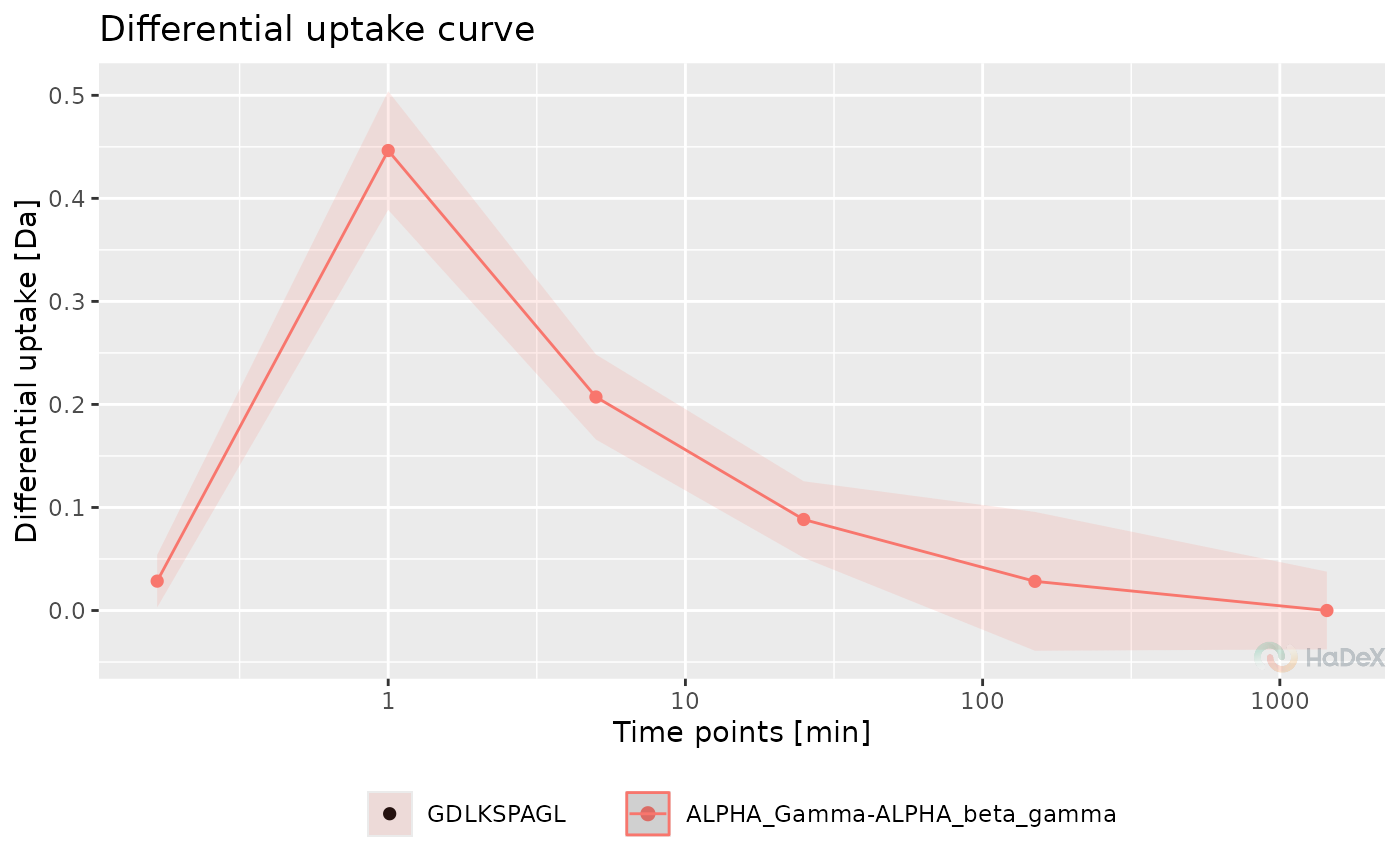 Differential uptake curve
Differential uptake [Da]
0.5
0.4
0.3
0.2
0.1
0.0
HaDeX
1 10 100 1000
Time points [min]
GDLKSPAGL ALPHA_Gamma-ALPHA_beta_gamma